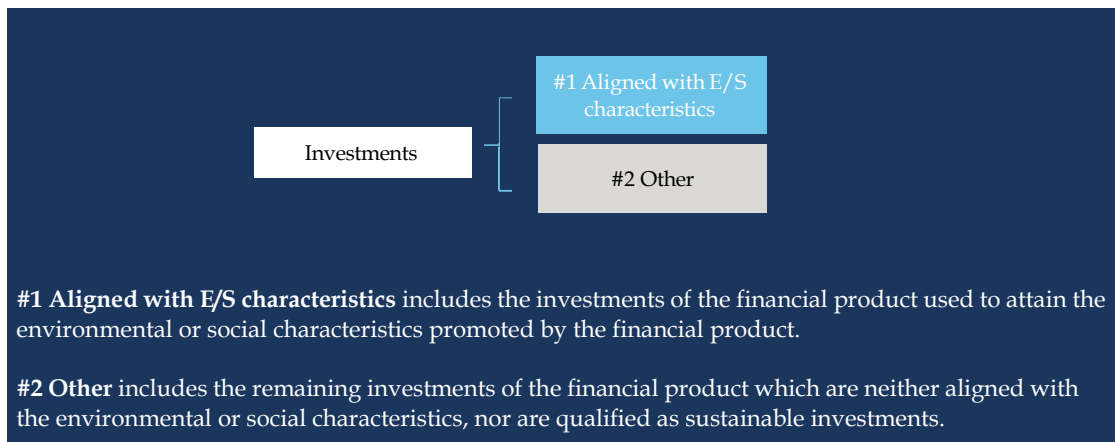 #1 Aligned with E/S
characteristics
Investments
#2 Other
#1 Aligned with E/S characteristics includes the investments of the financial product used to attain the
environmental or social characteristics promoted by the financial product.
#2 Other includes the remaining investments of the financial product which are neither aligned with
the environmental or social characteristics, nor are qualified as sustainable investments.